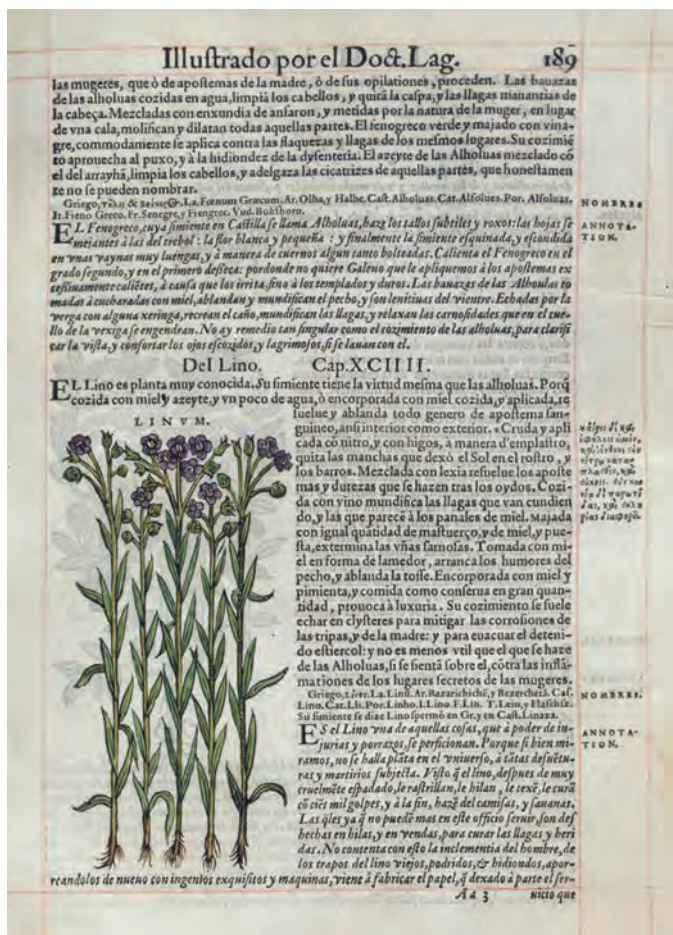 Illustrado por el Doct. Lag. 189
las mugeres, que ò de apostemas de la madre, ò de sus opilationes, proceden. Las bauazas
de las alholuas cozidas en agua, limpiã los cabellos, y quitã la caspa, y las llagas manantias de
la cabeça. Mezcladas con enxundia de ansaron, y metidas por la natura de la muger, en lugar
de vna cala, molifican y dilatan todas aquellas partes. El fenogreco verde y majado con vina-
gre, commodamente se aplica contra las flaquezas y llagas de los mesmos lugares. Su cozimiẽ
to aprouecha al puxo, y à la hidiondez de la dysenteria. El azeyte de las Alholuas mezclado cõ
el del arrayhã, limpia los cabellos, y adelgaza las cicatrizes de aquellas partes, que honestamen
te no se pueden nombrar.
Griego, La. Fœnum Græcum. Ar. Olha, y Halbe. Cast. Alholuas. Cat. Alfolues. Por. Alforuas.
It. Fieno Greco. Fr. Senegre, y Fiengrec. Tud. Bokshorn.
NOMBRES
EL Fenogreco, cuya simiente en Castilla se llama Alholuas, haze los tallos subtiles y roxos: las hojas se
mejantes à las del trebol: la flor blanca y pequeña: y finalmente la simiente esquinada, y escondida
en vnas vaynas muy luengas, y à manera de cuernos algun tanto bolteadas. Calienta el Fenogreco en el
grado segundo, y en el primero desseca: pordonde no quiere Galeno que le apliquemos à los apostemas ex
cessiuamente caliẽtes, à causa que los irrita, sino à los templados y duros. Las bauazas de las Alholuas to
madas à cucharadas con miel, ablandan y mundifican el pecho, y son lenitiuas del vientre. Echadas por la
verga con alguna xeringa, recrean el caño, mundifican las llagas, y relaxan las carnosidades que en el cue-
llo de la vexiga se engendran. No ay remedio tan singular como el cozimiento de las alholuas, para clarifi
car la vista, y confortar los ojos escozidos, y lagrimosos, si se lauan con el.
ANNOTA-
TION.
Del Lino. Cap. XCIIII.
EL Lino es planta muy conocida. Su simiente tiene la virtud mesma que las alholuas. Porq̃
cozida con miel y azeyte, y vn poco de agua, ò encorporada con miel cozida, y aplicada, re
LINVM.
suelue y ablanda todo genero de apostema san-
guineo, ansi interior como exterior. Cruda y apli
cada cõ nitro, y con higos, a manera d'emplastro,
quita las manchas que dexò el Sol en el rostro, y
los barros. Mezclada con lexia resuelue los aposte
mas y durezas que se hazen tras los oydos. Cozi-
da con vino mundifica las llagas que van cundien
do, y las que parecẽ à los panales de miel. Majada
con igual quãtidad de mastuerço, y de miel, y pue-
sta, extermina las vñas sarnosas. Tomada con mi-
el en forma de lamedor, arranca los humores del
pecho, y ablanda la tosse. Encorporada con miel y
pimienta, y comida como conserua en gran quan-
tidad, prouoca à luxuria. Su cozimiento se suele
echar en clysteres para mitigar las corrosiones de
las tripas, y de la madre: y para euacuar el deteni-
do estiercol: y no es menos vtil que el que se haze
de las Alholuas, si se sientã sobre el, cõtra las inflã-
mationes de los lugares secretos de las mugeres.
Griego, La. Linũ. Ar. Bazarichichẽ, y Bezerchetã. Cas.
Lino. Cat. Lli. Por. Linho. I. Lino. F. Lin. T. Lein, y Flachsz.
Su simiente se dize Linospermõ en Gr. y en Cast. Linaza.
NOMBRES.
ES el Lino vna de aquellas cosas, que à poder de in-
jurias y porrazos, se perficionan. Porque si bien mi-
ramos, no se halla plãta en el vniuerso, à tãtas desuẽtu-
ras y martirios subjecta. Visto q̃ el lino, despues de muy
cruelmẽte espadado, le rastrillan, le hilan, le texẽ, le curã
cõ ciẽs mil golpes, y à la fin, hazẽ del camisas, y sauanas.
Las q̃les ya q̃ no puedẽ mas en este officio seruir, son des
hechas en hilas, y en vendas, para curar las llagas y heri
das. No contenta con esto la inclementia del hombre, de
los trapos del lino viejos, podridos, & hidiondos, apor-
reandolos de nueuo con ingenios exquisitos y maquinas, viene à fabricar el papel, q̃ dexado à parte el ser-
ANNOTA-
TION.
Aa 3 uicio que